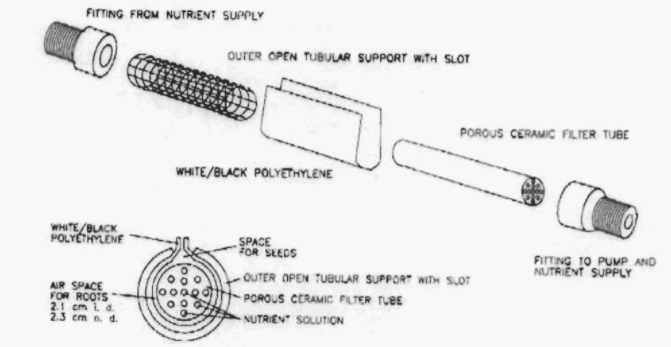 FITTING FROM NUTRIENT SUPPLY
OUTER OPEN TUBULAR SUPPORT WITH SLOT
POROUS CERAMIC FILTER TUBE
WHITE/BLACK POLYETHYLENE
FITTING TO PUMP AND
NUTRIENT SUPPLY
WHITE/BLACK
POLYETHYLENE
SPACE
FOR SEEDS
OUTER OPEN TUBULAR SUPPORT WITH SLOT
AIR SPACE
FOR ROOTS
2.1 cm i. d.
2.3 cm o. d.
POROUS CERAMIC FILTER TUBE
NUTRIENT SOLUTION